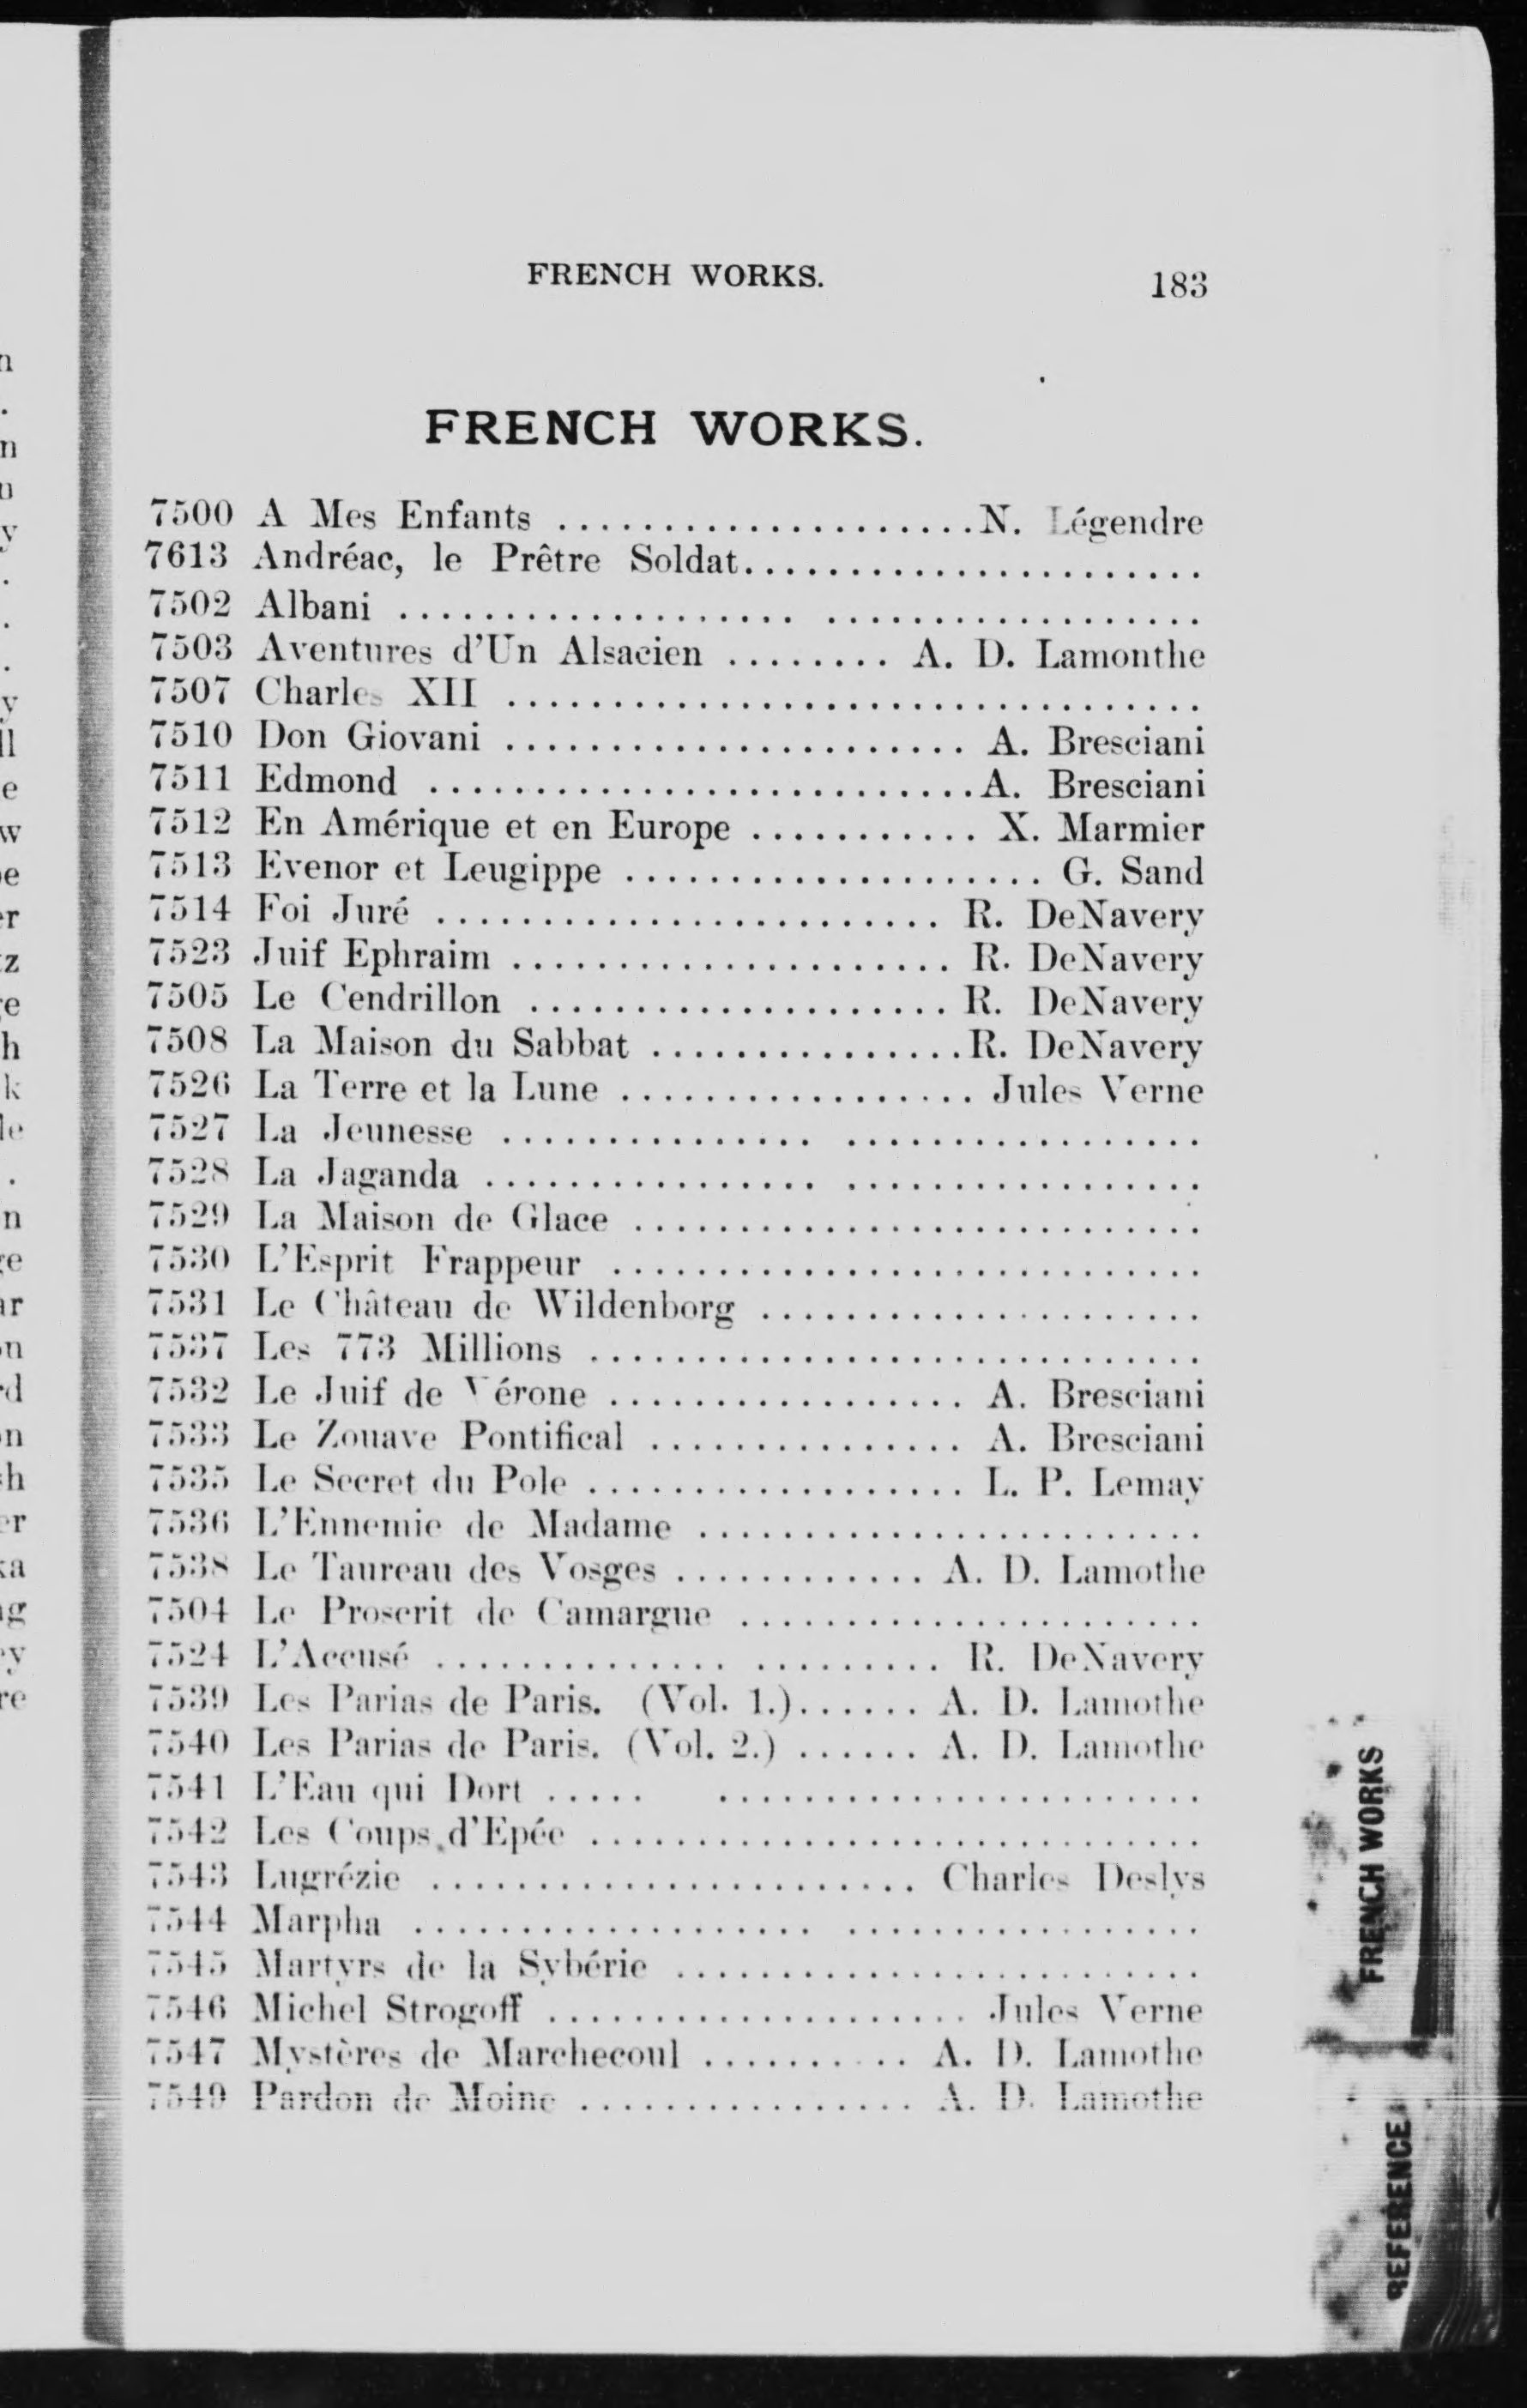 FRENCH WORKS. 183
FRENCH WORKS.
7500 A Mes Enfants ....................N. Légendre
7613 Andréac, le Prêtre Soldat......................
7502 Albani .....................................
7503 Aventures d'Un Alsacien ........ A. D. Lamonthe
7507 Charles XII .................................
7510 Don Giovani ...................... A. Bresciani
7511 Edmond ..........................A. Bresciani
7512 En Amérique et en Europe ........... X. Marmier
7513 Evenor et Leugippe .................... G. Sand
7514 Foi Juré ........................ R. DeNavery
7523 Juif Ephraim ..................... R. DeNavery
7505 Le Cendrillon .................... R. DeNavery
7508 La Maison du Sabbat ...............R. DeNavery
7526 La Terre et la Lune ................. Jules Verne
7527 La Jeunesse ................................
7528 La Jaganda .................................
7529 La Maison de Glace ...........................
7530 L'Esprit Frappeur ............................
7531 Le Château de Wildenborg .....................
7537 Les 773 Millions .............................
7532 Le Juif de Vérone ................. A. Bresciani
7533 Le Zouave Pontifical ............... A. Bresciani
7535 Le Secret du Pole .................. L. P. Lemay
7536 L'Ennemie de Madame ........................
7538 Le Taureau des Vosges ............ A. D. Lamothe
7504 Le Proscrit de Camargue ......................
7524 L'Accusé ........................ R. DeNavery
7539 Les Parias de Paris. (Vol. 1.)...... A. D. Lamothe
7540 Les Parias de Paris. (Vol. 2.) ...... A. D. Lamothe
7541 L'Eau qui Dort ..... .......................
7542 Les Coups d'Epée .............................
7543 Lugrézie ....................... Charles Deslys
7544 Marpha ....................................
7545 Martyrs de la Sybérie .........................
7546 Michel Strogoff .................... Jules Verne
7547 Mystères de Marchecoul .......... A. D. Lamothe
7549 Pardon de Moine ................ A. D. Lamothe
FRENCH WORKS
REFERENCE